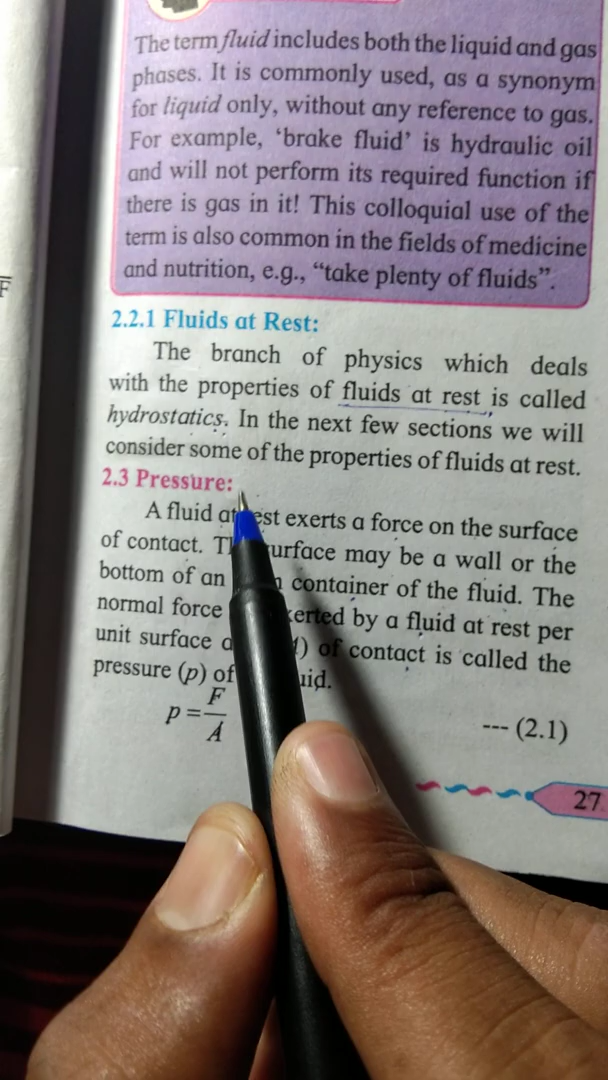 The term fluid includes both the liquid and gas
phases. It is commonly used, as a synonym
for liquid only, without any reference to gas.
For example, ‘brake fluid’ is hydraulic oil
and will not perform its required function if
there is gas in it! This colloquial use of the
term is also common in the fields of medicine
and nutrition, e.g., “take plenty of fluids”.
2.2.1 Fluids at Rest:
The branch of physics which deals
with the properties of fluids at rest is called
hydrostatics. In the next few sections we will
consider some of the properties of fluids at rest.
2.3 Pressure:
A fluid at rest exerts a force on the surface
of contact. surface may be a wall or the
bottom of an container of the fluid. The
normal force exerted by a fluid at rest per
unit surface of contact is called the
pressure (p) of
p = F/A --- (2.1)
27
F